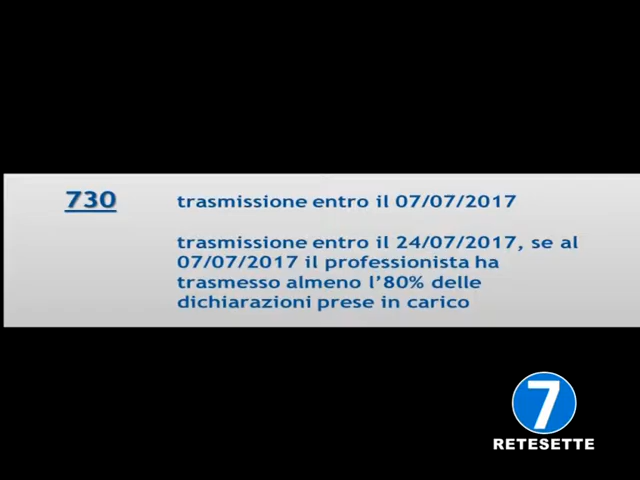 730
trasmissione entro il 07/07/2017
trasmissione entro il 24/07/2017, se al
07/07/2017 il professionista ha
trasmesso almeno l'80% delle
dichiarazioni prese in carico
7
RETESETTE